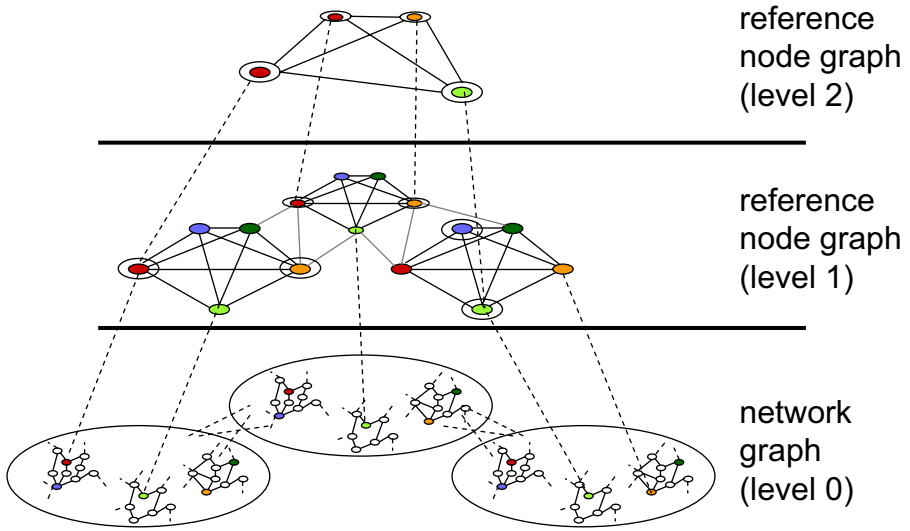 reference
node graph
(level 2)
reference
node graph
(level 1)
network
graph
(level 0)